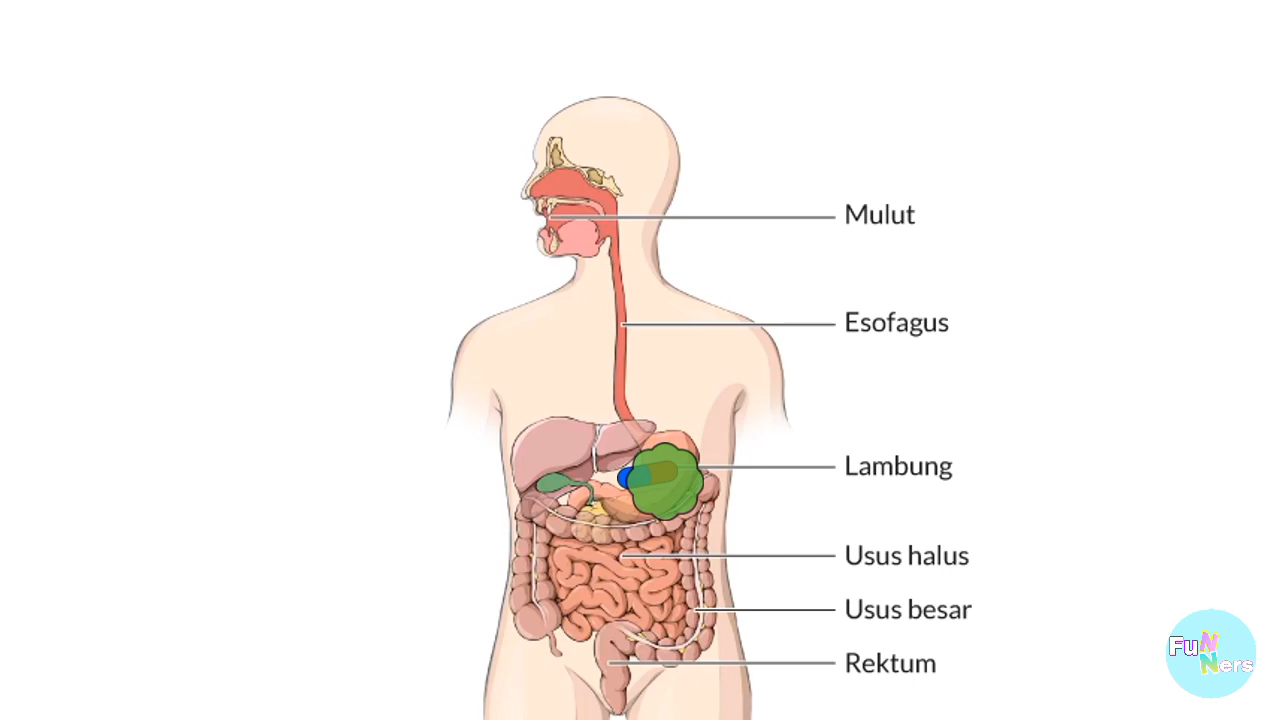 Mulut
Esofagus
Lambung
Usus halus
Usus besar
Rektum
FuN
Ners